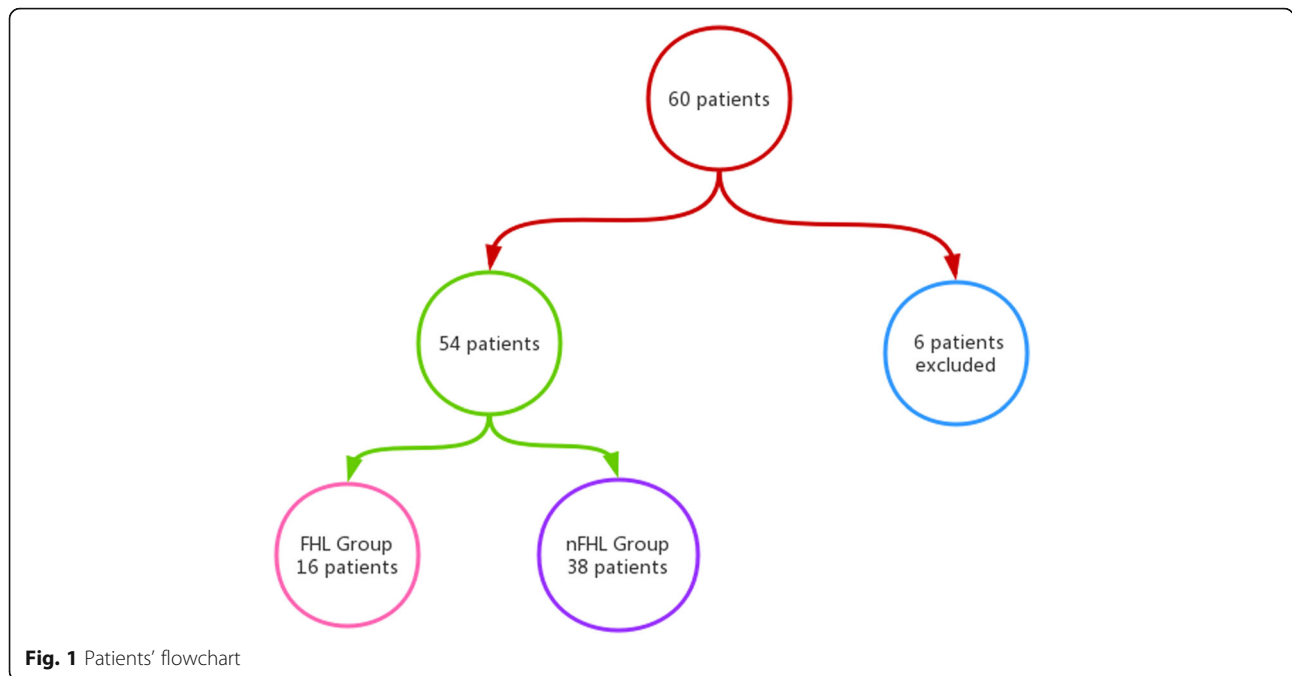 60 patients
54 patients
6 patients
excluded
FHL Group
16 patients
nFHL Group
38 patients
Fig. 1 Patients’ flowchart